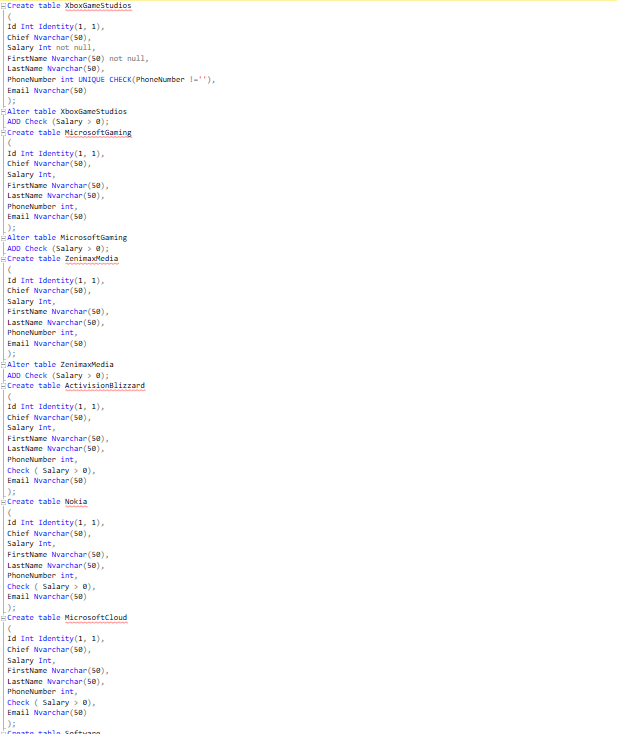 Create table XboxGameStudios
(
Id Int Identity(1, 1),
Chief Nvarchar(50),
Salary Int not null,
FirstName Nvarchar(50) not null,
LastName Nvarchar(50),
PhoneNumber int UNIQUE CHECK(PhoneNumber !=''),
Email Nvarchar(50)
);
Alter table XboxGameStudios
ADD Check (Salary > 0);
Create table MicrosoftGaming
(
Id Int Identity(1, 1),
Chief Nvarchar(50),
Salary Int,
FirstName Nvarchar(50),
LastName Nvarchar(50),
PhoneNumber int,
Email Nvarchar(50)
);
Alter table MicrosoftGaming
ADD Check (Salary > 0);
Create table ZenimaxMedia
(
Id Int Identity(1, 1),
Chief Nvarchar(50),
Salary Int,
FirstName Nvarchar(50),
LastName Nvarchar(50),
PhoneNumber int,
Email Nvarchar(50)
);
Alter table ZenimaxMedia
ADD Check (Salary > 0);
Create table ActivisionBlizzard
(
Id Int Identity(1, 1),
Chief Nvarchar(50),
Salary Int,
FirstName Nvarchar(50),
LastName Nvarchar(50),
PhoneNumber int,
Check ( Salary > 0),
Email Nvarchar(50)
);
Create table Nokia
(
Id Int Identity(1, 1),
Chief Nvarchar(50),
Salary Int,
FirstName Nvarchar(50),
LastName Nvarchar(50),
PhoneNumber int,
Check ( Salary > 0),
Email Nvarchar(50)
);
Create table MicrosoftCloud
(
Id Int Identity(1, 1),
Chief Nvarchar(50),
Salary Int,
FirstName Nvarchar(50),
LastName Nvarchar(50),
PhoneNumber int,
Check ( Salary > 0),
Email Nvarchar(50)
);
Create table Software